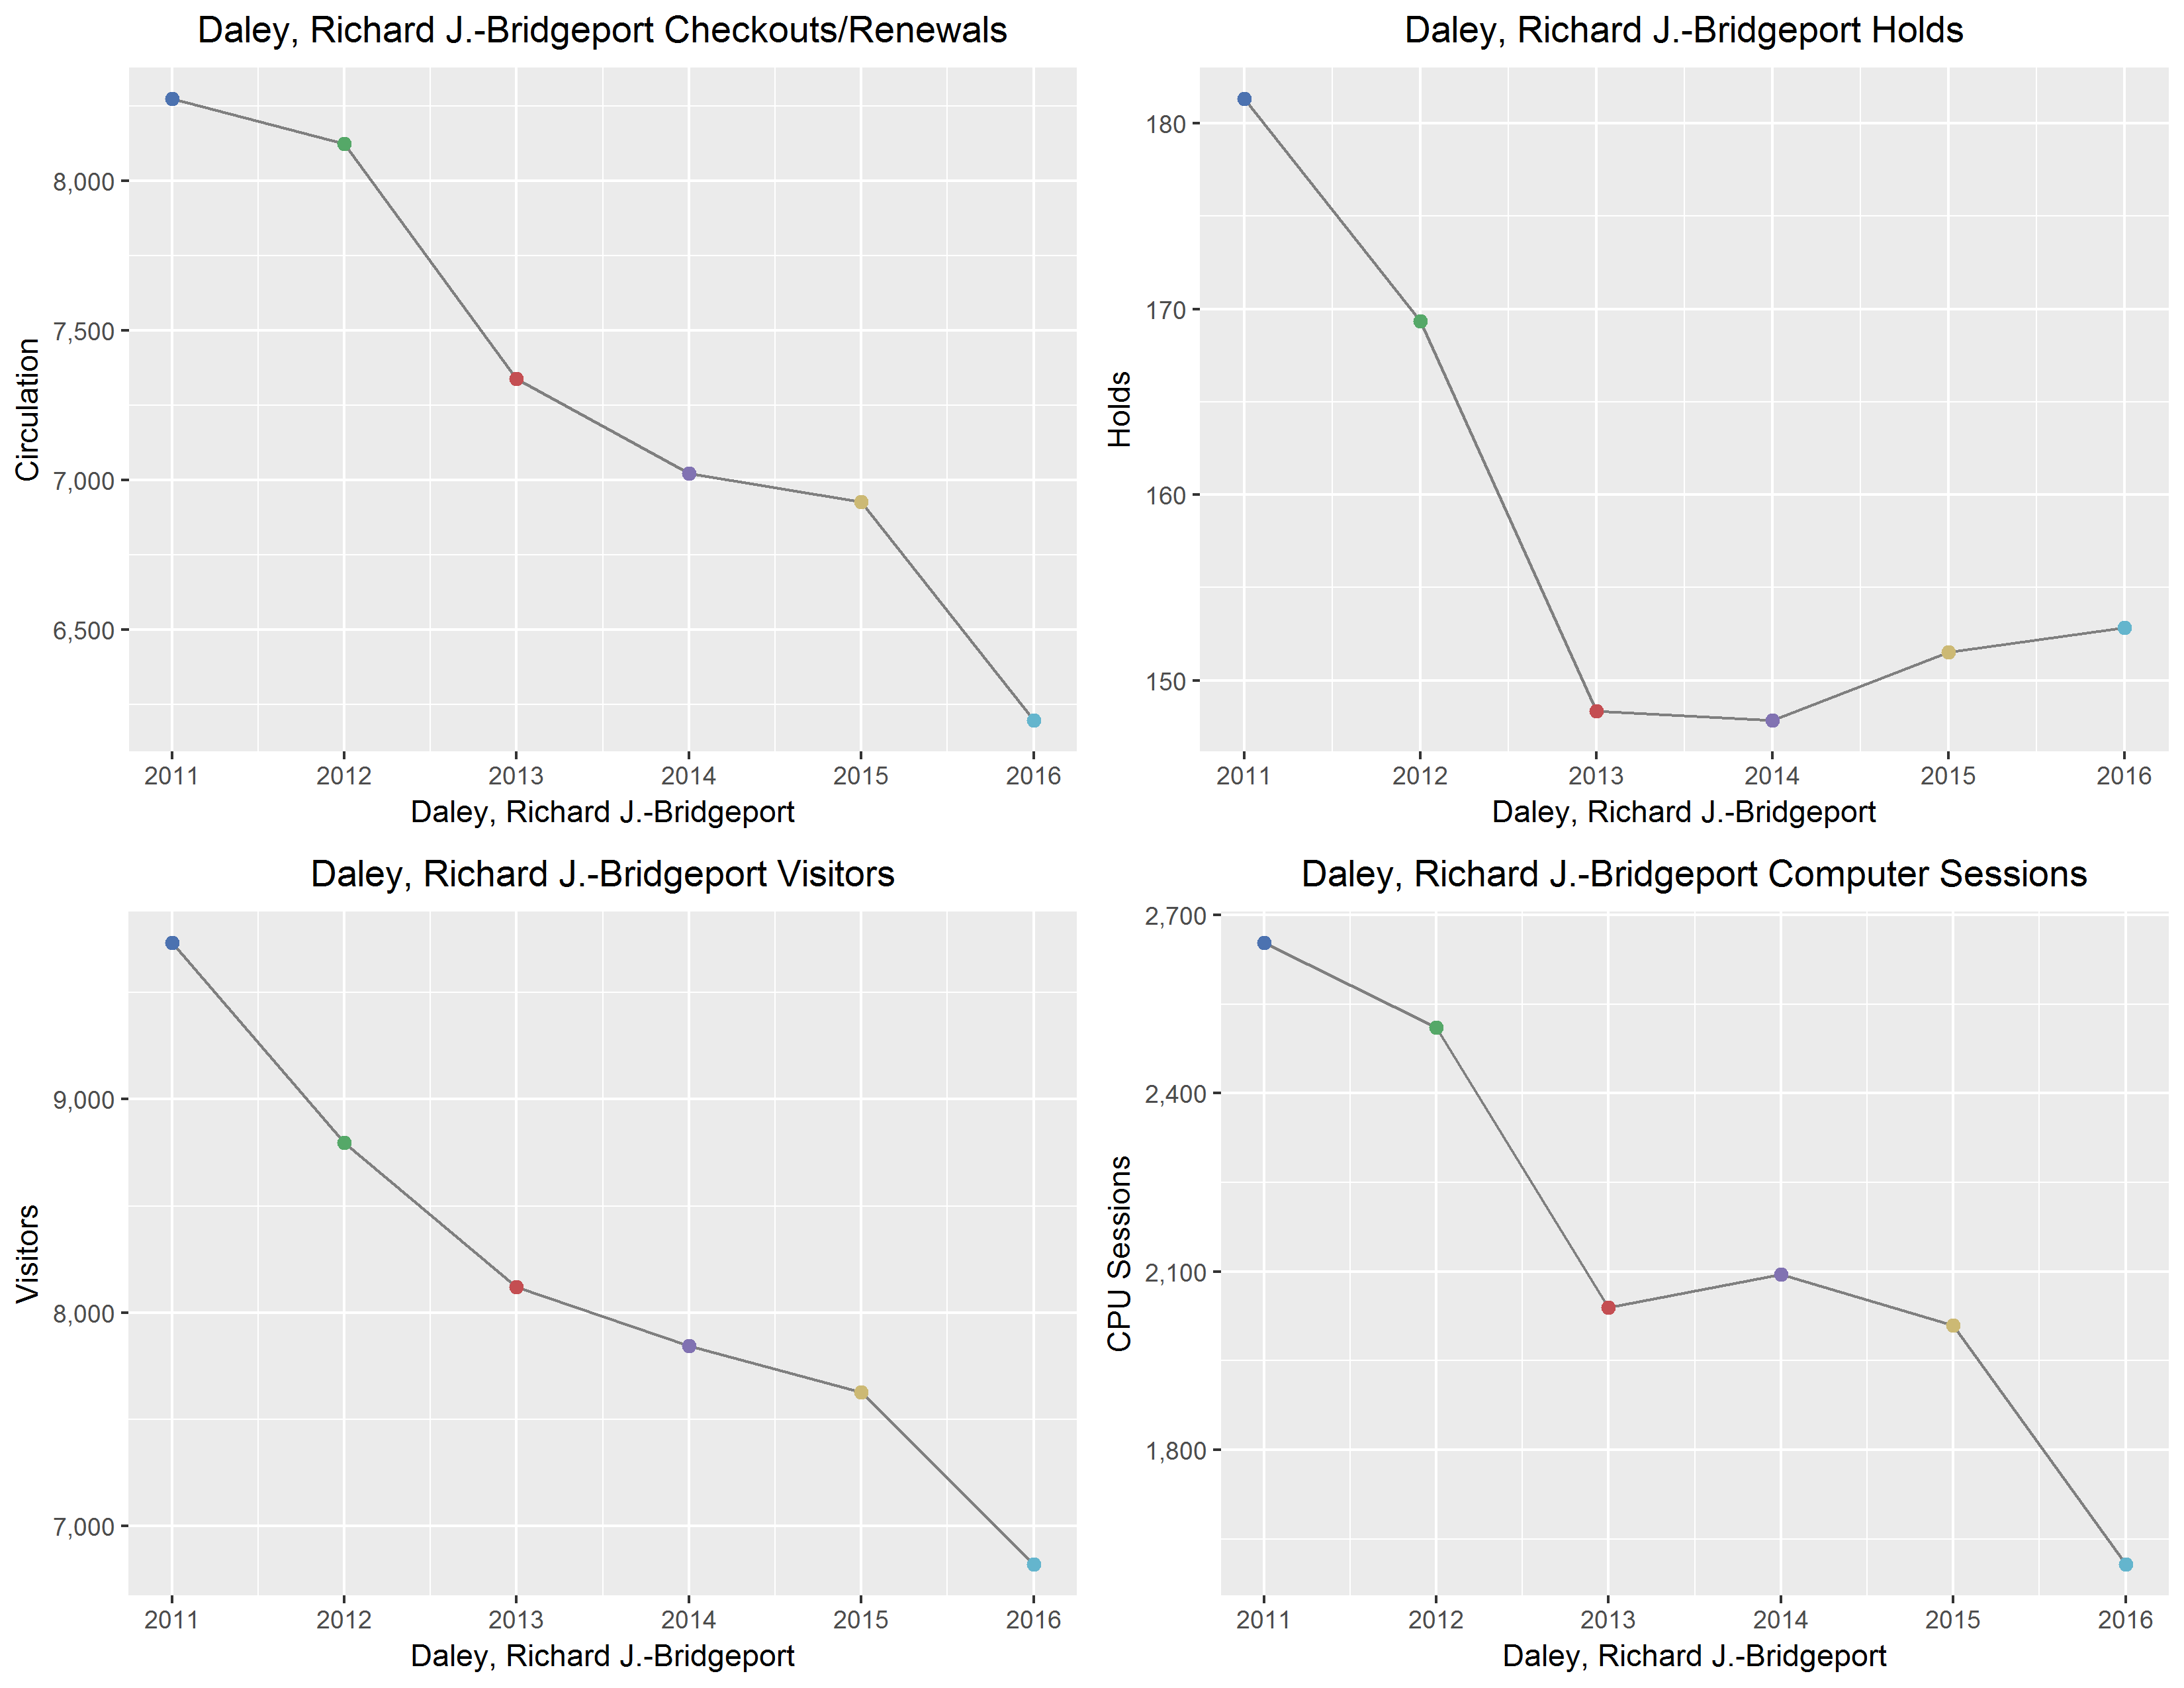 Daley, Richard J.-Bridgeport Checkouts/Renewals
Circulation
8,000
7,500
7,000
6,500
2011 2012 2013 2014 2015 2016
Daley, Richard J.-Bridgeport
Daley, Richard J.-Bridgeport Holds
Holds
180
170
160
150
2011 2012 2013 2014 2015 2016
Daley, Richard J.-Bridgeport
Daley, Richard J.-Bridgeport Visitors
Visitors
9,000
8,000
7,000
2011 2012 2013 2014 2015 2016
Daley, Richard J.-Bridgeport
Daley, Richard J.-Bridgeport Computer Sessions
CPU Sessions
2,700
2,400
2,100
1,800
2011 2012 2013 2014 2015 2016
Daley, Richard J.-Bridgeport